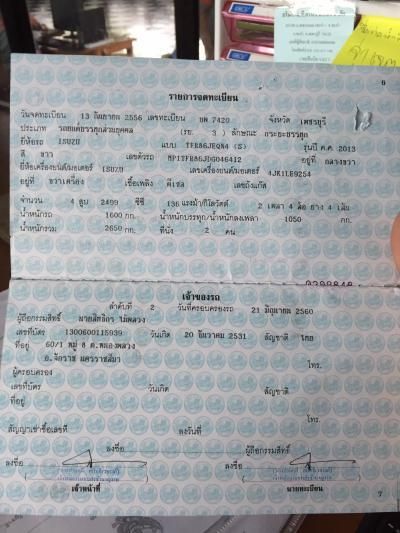 6
รายการจดทะเบียน
วันจดทะเบียน 13 กันยายน 2556 เลขทะเบียน บพ 7420 จังหวัด เพชรบุรี
ประเภท รถยนต์บรรทุกส่วนบุคคล (รย. 3) ลักษณะ กระบะบรรทุก
ยี่ห้อรถ ISUZU แบบ TFR86JEQN4 (S) รุ่นปี ค.ศ. 2013
สี ขาว เลขตัวรถ MP1TFR86JDG046412 อยู่ที่ กลางขวา
ยี่ห้อเครื่องยนต์/มอเตอร์ ISUZU เลขเครื่องยนต์/มอเตอร์ 4JK1LE9254
อยู่ที่ ขวาเครื่อง เชื้อเพลิง ดีเซล เลขถังแก๊ส
จำนวน 4 สูบ 2499 ซีซี 136 แรงม้า/กิโลวัตต์ 2 เพลา 4 ล้อ ยาง 4 เส้น
น้ำหนักรถ 1600 กก. น้ำหนักบรรทุก/น้ำหนักลงเพลา 1050 กก.
น้ำหนักรวม 2650 กก. ที่นั่ง 2 คน
เจ้าของรถ
ลำดับที่ 2 วันที่ครอบครองรถ 21 มิถุนายน 2560
ผู้ถือกรรมสิทธิ์
เลขที่บัตร 1300600115939 วันเกิด 20 ธันวาคม 2531 สัญชาติ ไทย
ที่อยู่ 60/1 หมู่ 8 ต.
อ.จักราช นครราชสีมา โทร.
ผู้ครอบครอง
เลขที่บัตร วันเกิด สัญชาติ
ที่อยู่
โทร.
สัญญาเช่าซื้อเลขที่ ลงวันที่
ลงชื่อ ผู้ถือกรรมสิทธิ์
ลงชื่อ ลงชื่อ
เจ้าหน้าที่ นายทะเบียน
7